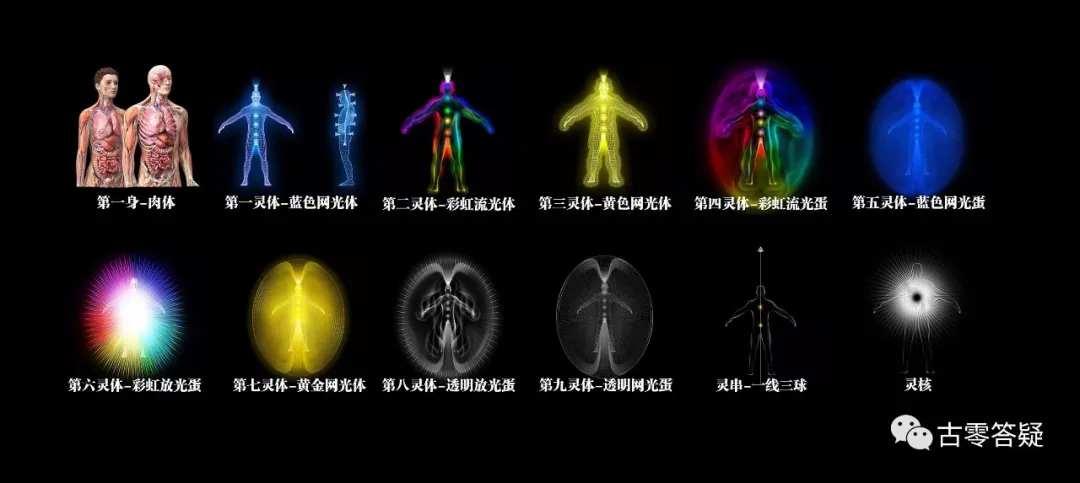 第一身-肉体
第一灵体-蓝色网光体
第二灵体-彩虹流光体
第三灵体-黄色网光体
第四灵体-彩虹流光蛋
第五灵体-蓝色网光蛋
第六灵体-彩虹放光蛋
第七灵体-黄金网光体
第八灵体-透明放光蛋
第九灵体-透明网光蛋
灵串-一线三球
灵核
古零答疑